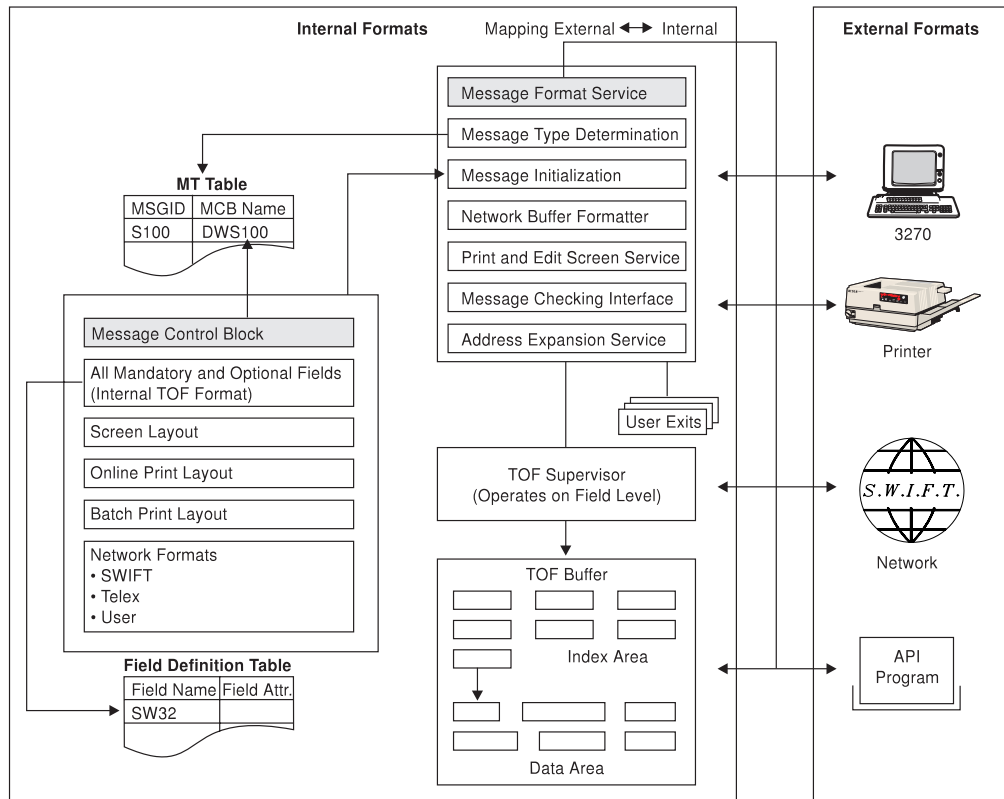 Internal Formats
Mapping External ↔ Internal
External Formats
Message Format Service
Message Type Determination
Message Initialization
Network Buffer Formatter
Print and Edit Screen Service
Message Checking Interface
Address Expansion Service
User Exits
MT Table
MSGID MCB Name
S100 DWS100
Message Control Block
All Mandatory and Optional Fields
(Internal TOF Format)
Screen Layout
Online Print Layout
Batch Print Layout
Network Formats
• SWIFT
• Telex
• User
Field Definition Table
Field Name Field Attr.
SW32
TOF Supervisor
(Operates on Field Level)
TOF Buffer
Index Area
Data Area
3270
Printer
S.W.I.F.T.
Network
API
Program